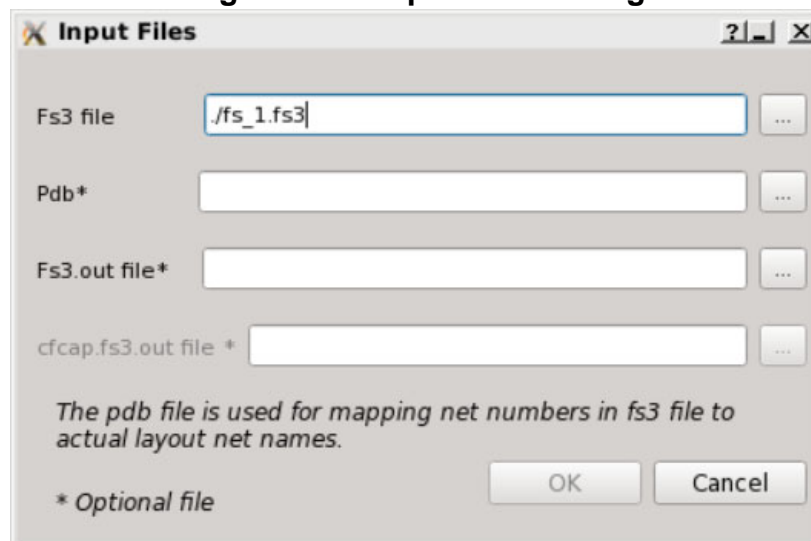 Input Files
Fs3 file ./fs_1.fs3 ...
Pdb* ...
Fs3.out file* ...
cfcap.fs3.out file * ...
The pdb file is used for mapping net numbers in fs3 file to
actual layout net names.
OK Cancel
* Optional file